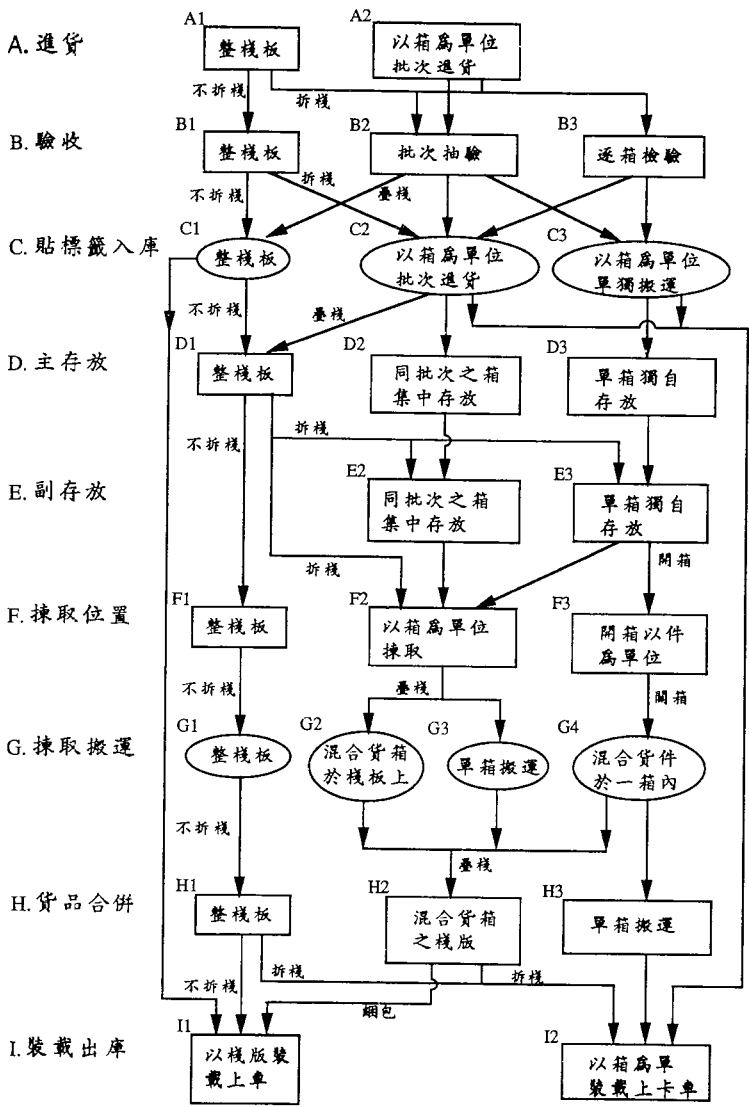 A1
A2
A. 進貨
整棧板
以箱為單位
批次進貨
不拆棧
拆棧
B1
B2
B3
B. 驗收
整棧板
批次抽驗
逐箱檢驗
不拆棧
拆棧
疊棧
C1
C2
C3
C. 貼標籤入庫
整棧板
以箱為單位
批次進貨
以箱為單位
單獨搬運
不拆棧
疊棧
D1
D2
D3
D. 主存放
整棧板
同批次之箱
集中存放
單箱獨自
存放
不拆棧
拆棧
E2
E3
E. 副存放
同批次之箱
集中存放
單箱獨自
存放
拆棧
開箱
F1
F2
F3
F. 揀取位置
整棧板
以箱為單位
揀取
開箱以件
為單位
不拆棧
疊棧
關箱
G1
G2
G3
G4
G. 揀取搬運
整棧板
混合貨箱
於棧板上
單箱搬運
混合貨件
於一箱內
不拆棧
疊棧
H1
H2
H3
H. 貨品合併
整棧板
混合貨箱
之棧版
單箱搬運
不拆棧
拆棧
拆棧
綑包
I1
I2
I. 裝載出庫
以棧版裝
載上車
以箱為單
裝載上卡車